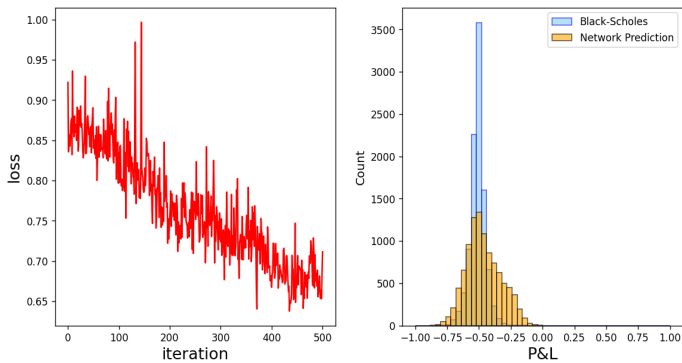 1.00
0.95
0.90
0.85
0.80
0.75
0.70
0.65
loss
0 100 200 300 400 500
iteration
Black-Scholes
Network Prediction
3500
3000
2500
2000
1500
1000
500
0
Count
−1.00 −0.75 −0.50 −0.25 0.00 0.25 0.50 0.75 1.00
P&L